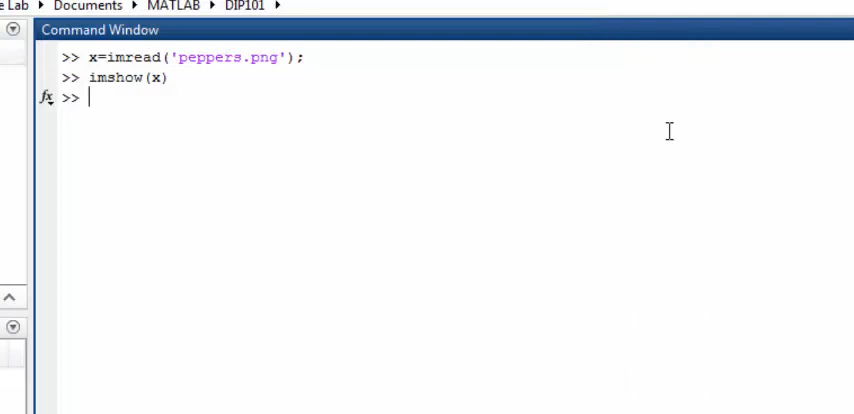 e Lab ▸ Documents ▸ MATLAB ▸ DIP101 ▸
Command Window
>> x=imread('peppers.png');
>> imshow(x)
fx >>